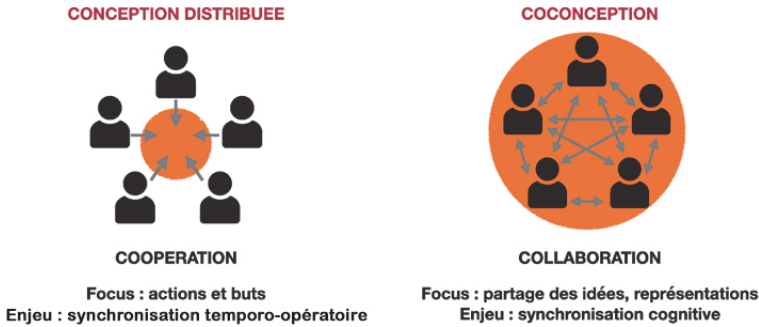 CONCEPTION DISTRIBUEE
COOPERATION
Focus : actions et buts
Enjeu : synchronisation temporo-opératoire
COCONCEPTION
COLLABORATION
Focus : partage des idées, représentations
Enjeu : synchronisation cognitive